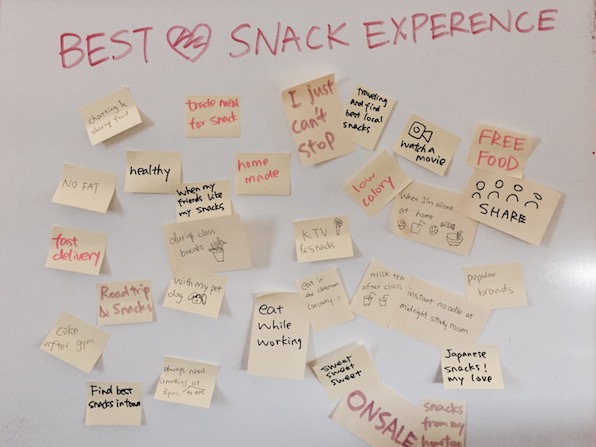 BEST SNACK EXPERENCE
chatting &
sharing food
trade meal
for snack
I just
can't
stop
traveling
and find
best local
snacks
watch a
movie
FREE
FOOD
NO FAT
healthy
home
made
low
calory
SHARE
When my
friends like
my snacks
When I'm alone
at home
fast
delivery
during class
breaks
KTV
& snacks
Road trip
& Snacks
With my pet
dog
eat in
the classroom
milk tea
after class
popular
brands
instant noodle at
midnight study room
eat
while
working
coke
after gym
always need
something at
3pm to eat
sweet
sweet
sweet
Japanese
snacks!
my love
Find best
snacks in town
ONSALE
snacks
from my